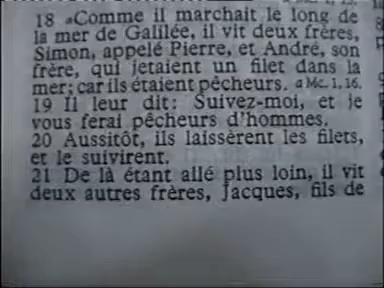 18 aComme il marchait le long de
la mer de Galilée, il vit deux frères,
Simon, appelé Pierre, et André, son
frère, qui jetaient un filet dans la
mer; car ils étaient pêcheurs. a Mc. 1, 16.
19 Il leur dit: Suivez-moi, et je
vous ferai pêcheurs d'hommes.
20 Aussitôt, ils laissèrent les filets,
et le suivirent.
21 De là étant allé plus loin, il vit
deux autres frères, Jacques, fils de